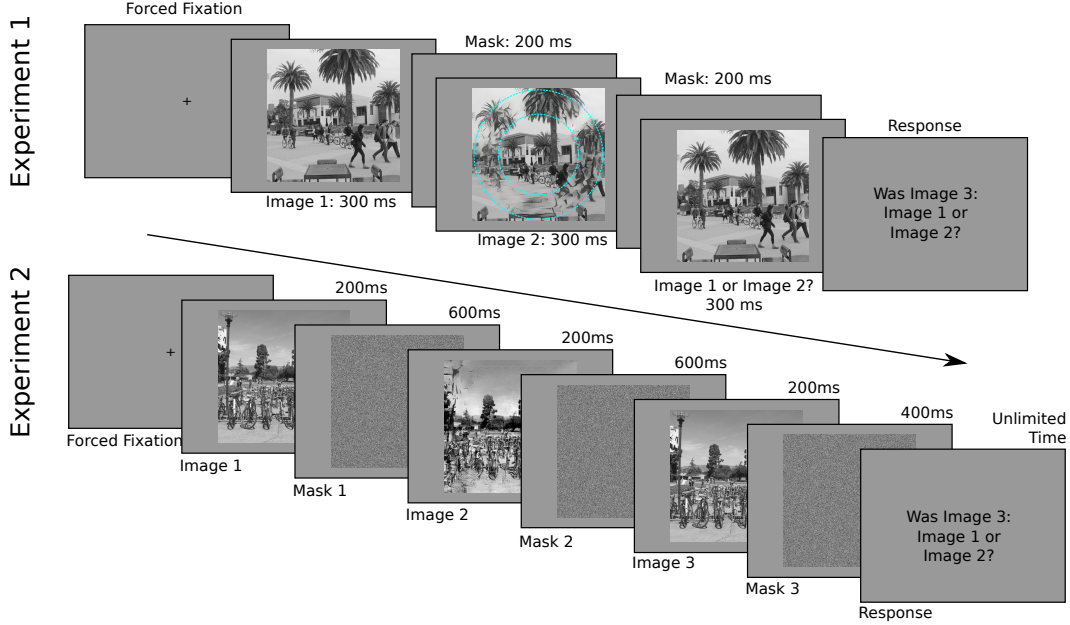 Experiment 1
Forced Fixation
Image 1: 300 ms
Mask: 200 ms
Image 2: 300 ms
Mask: 200 ms
Image 1 or Image 2?
300 ms
Response
Was Image 3:
Image 1 or
Image 2?
Experiment 2
Forced Fixation
200ms
Image 1
600ms
Mask 1
200ms
Image 2
600ms
Mask 2
200ms
Image 3
400ms
Mask 3
Unlimited
Time
Was Image 3:
Image 1 or
Image 2?
Response